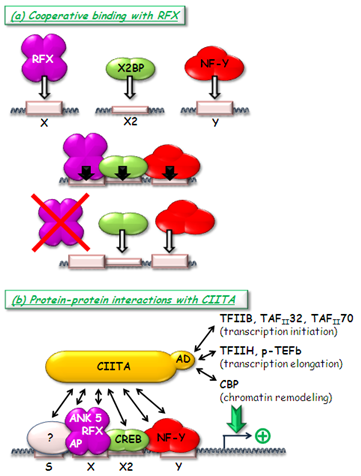 (a) Cooperative binding with RFX
RFX
X2BP
NF-Y
X
X2
Y
(b) Protein-protein interactions with CIITA
TFIIB, TAFII32, TAFII70
(transcription initiation)
TFIIH, p-TEFb
(transcription elongation)
CBP
(chromatin remodeling)
CIITA
AD
?
ANK 5
RFX
AP
CREB
NF-Y
S
X
X2
Y